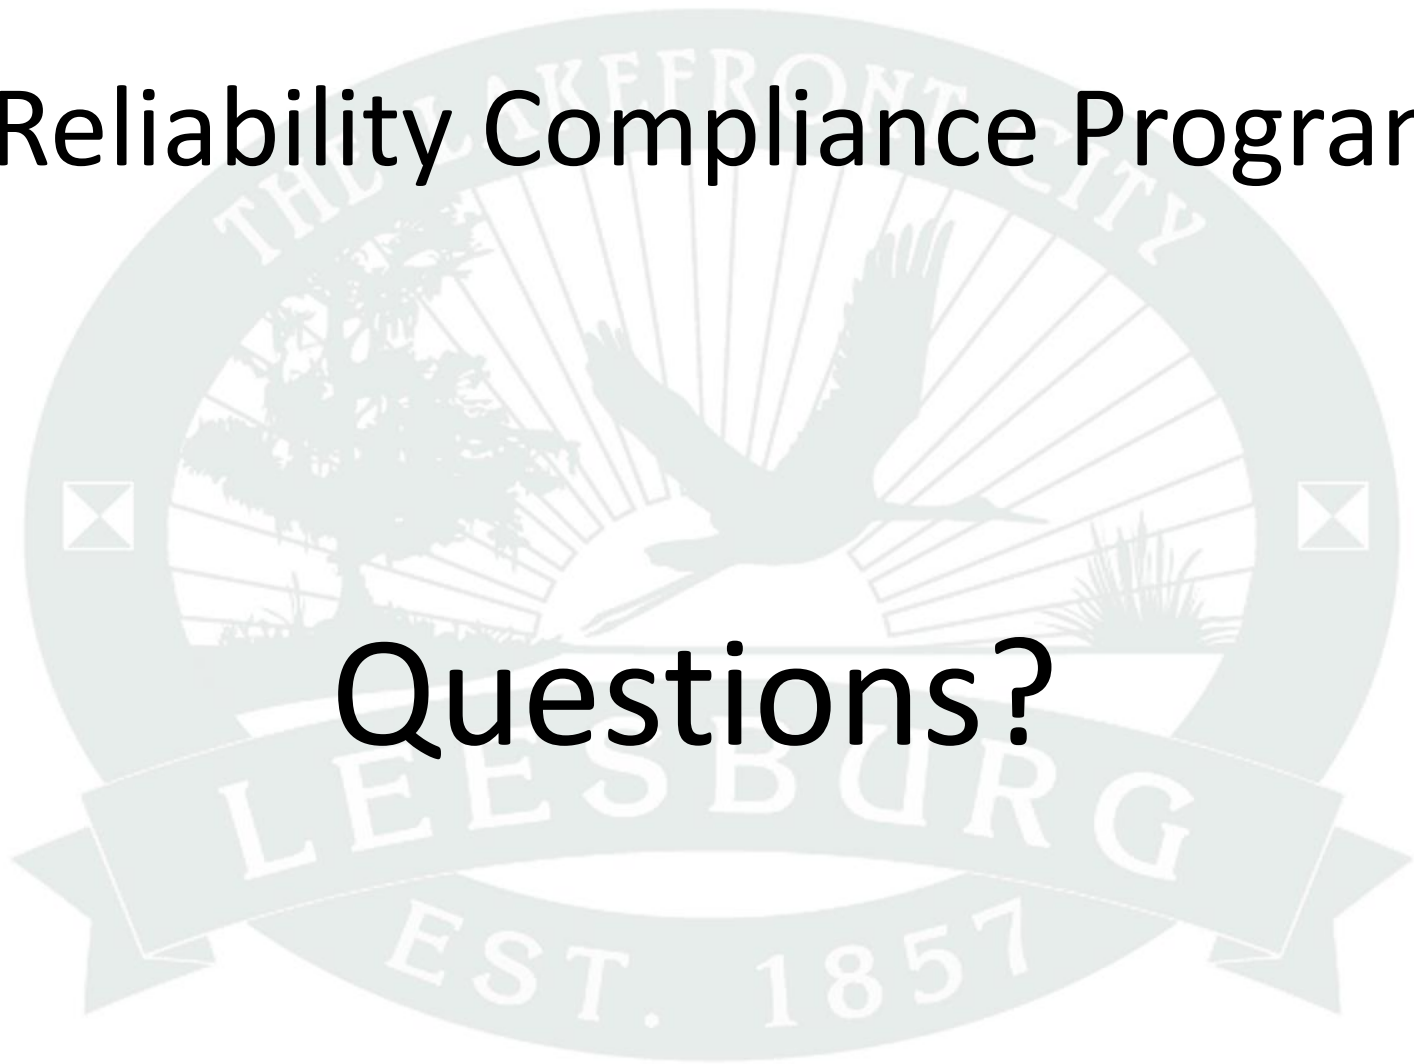 THE LAKEFRONT CITY
Reliability Compliance Progra
Questions?
LEESBURG
EST. 1857